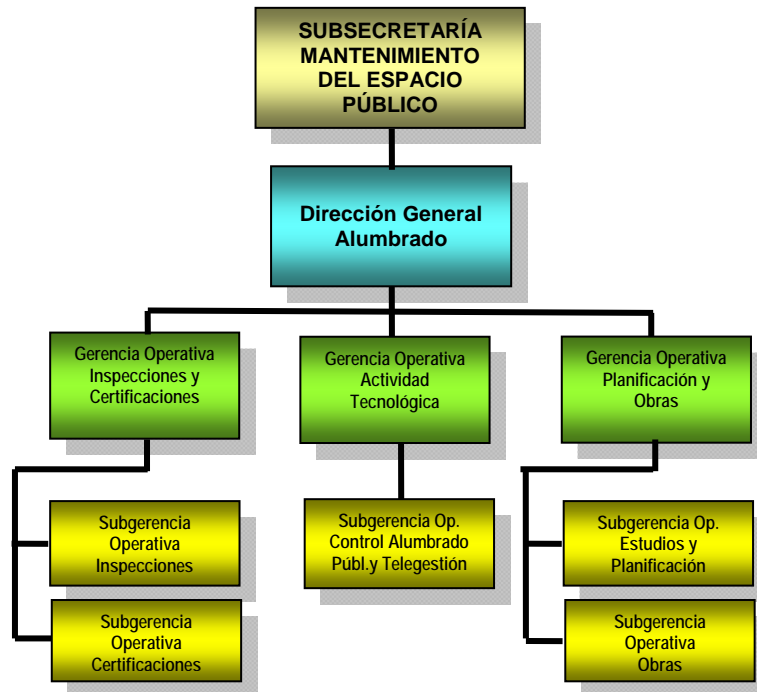 SUBSECRETARÍA
MANTENIMIENTO
DEL ESPACIO
PÚBLICO
Dirección General
Alumbrado
Gerencia Operativa
Inspecciones y
Certificaciones
Gerencia Operativa
Actividad
Tecnológica
Gerencia Operativa
Planificación y
Obras
Subgerencia
Operativa
Inspecciones
Subgerencia Op.
Control Alumbrado
Públ.y Telegestión
Subgerencia Op.
Estudios y
Planificación
Subgerencia
Operativa
Certificaciones
Subgerencia
Operativa
Obras